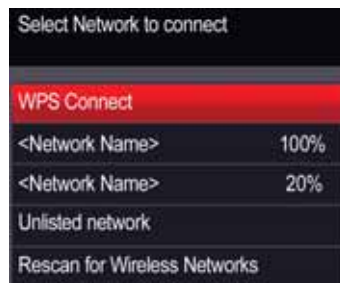 Select Network to connect
WPS Connect
<Network Name> 100%
<Network Name> 20%
Unlisted network
Rescan for Wireless Networks